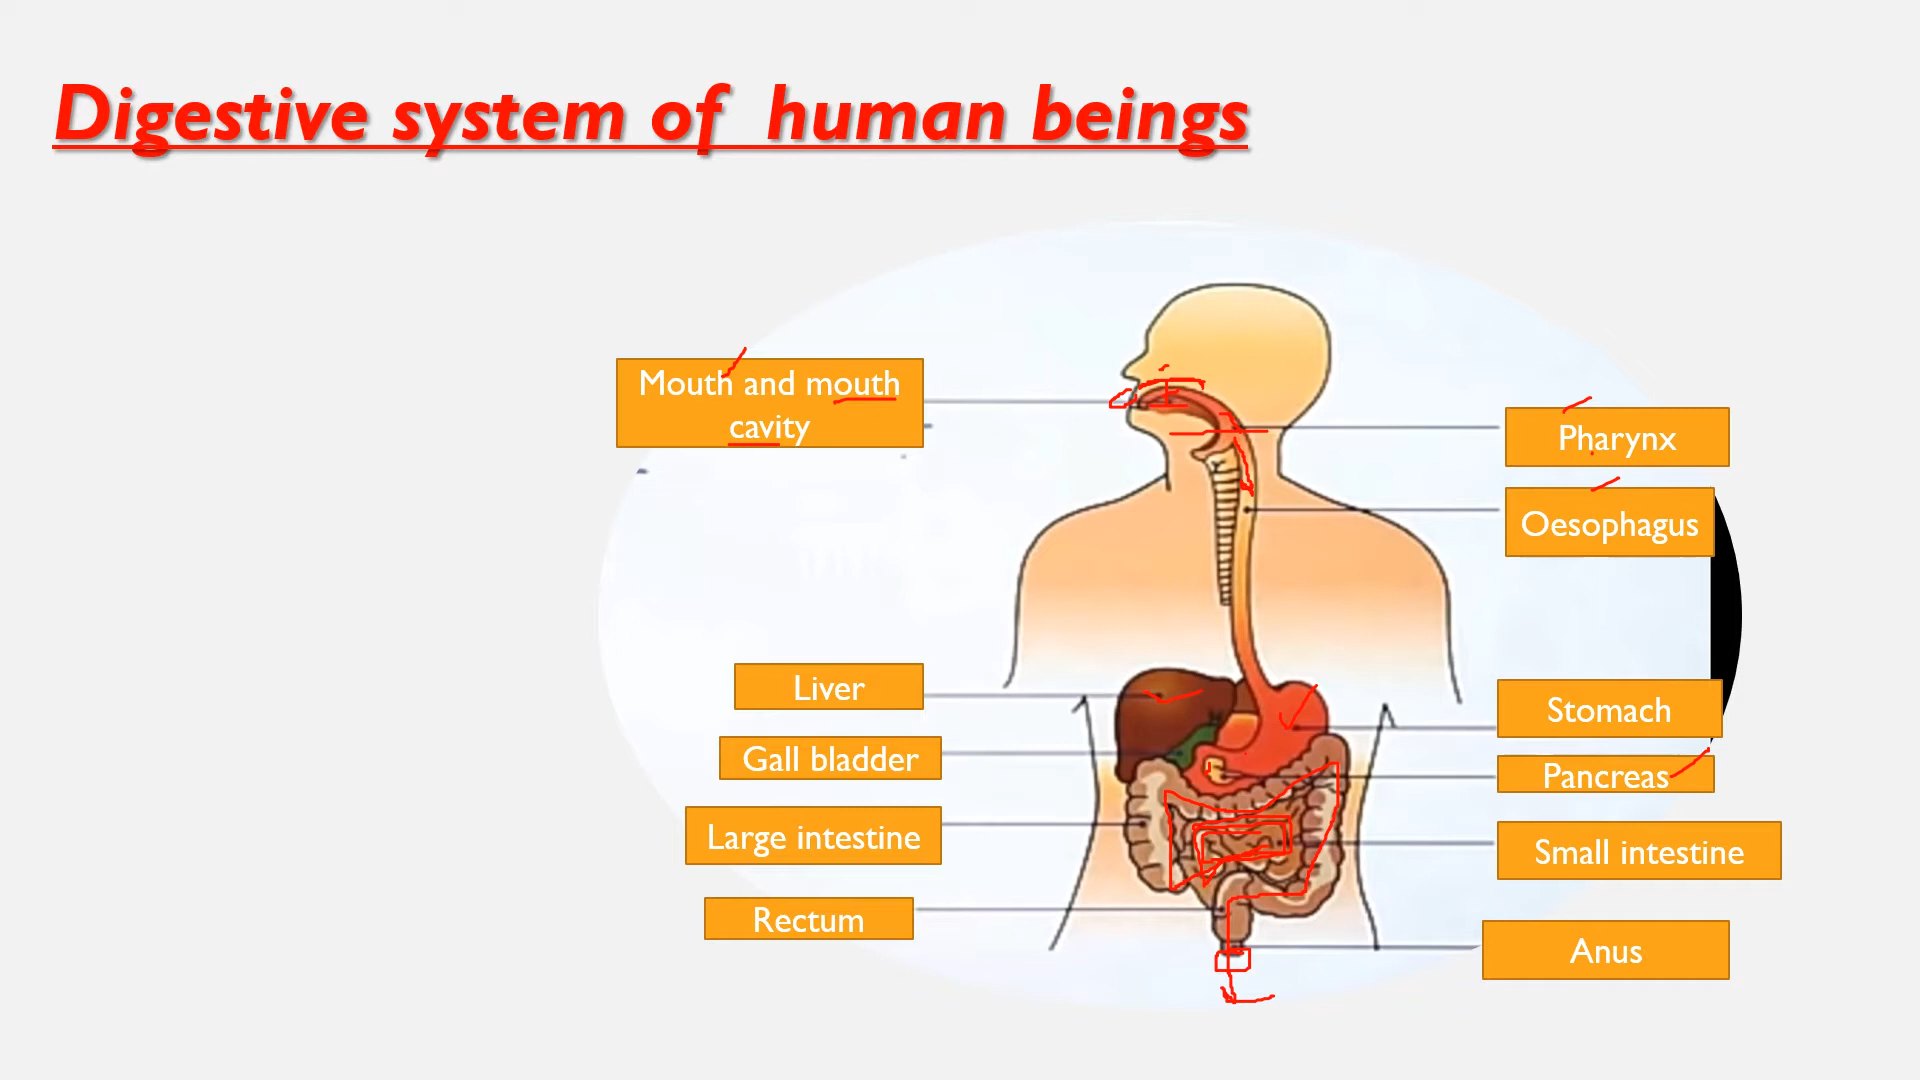 Digestive system of human beings
Mouth and mouth
cavity
Pharynx
Oesophagus
Liver
Stomach
Gall bladder
Pancreas
Large intestine
Small intestine
Rectum
Anus